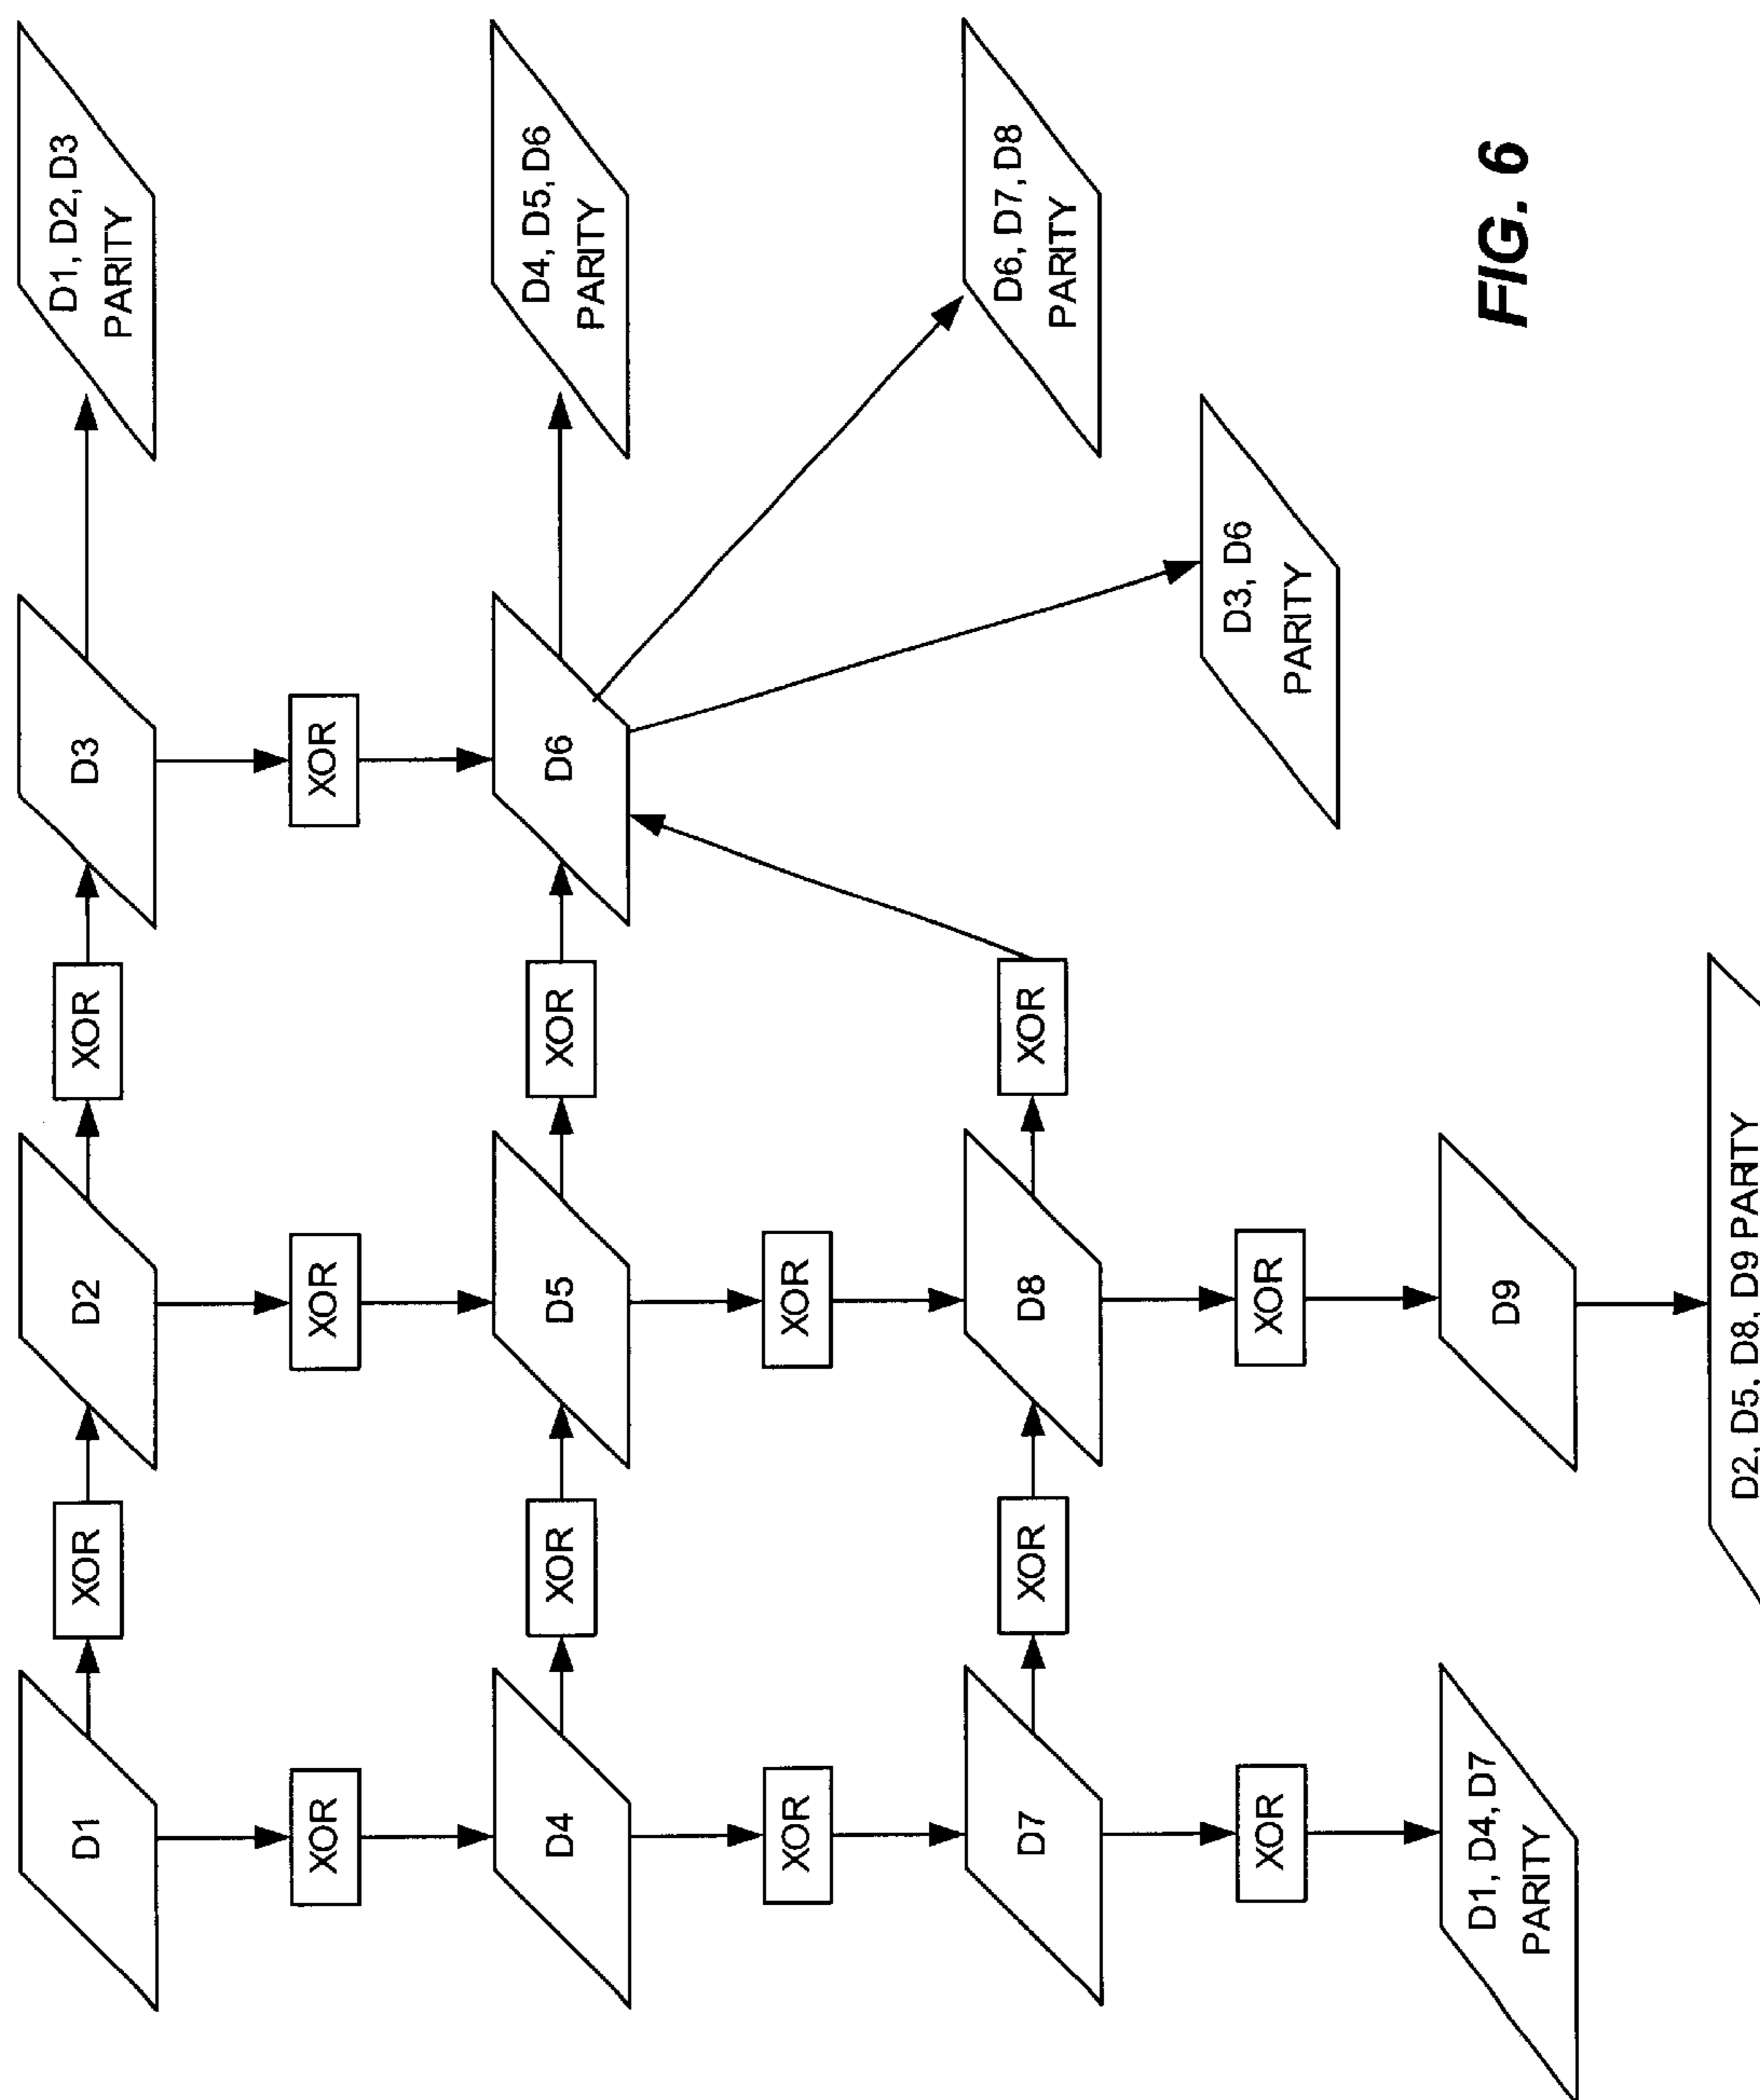 D1
XOR
D2
XOR
D3
D1, D2, D3
PARITY
XOR
XOR
XOR
D4
XOR
D5
XOR
D6
D4, D5, D6
PARITY
XOR
XOR
D7
XOR
D8
XOR
D6, D7, D8
PARITY
XOR
XOR
D3, D6
PARITY
D1, D4, D7
PARITY
D9
FIG. 6
D2, D5, D8, D9 PARITY